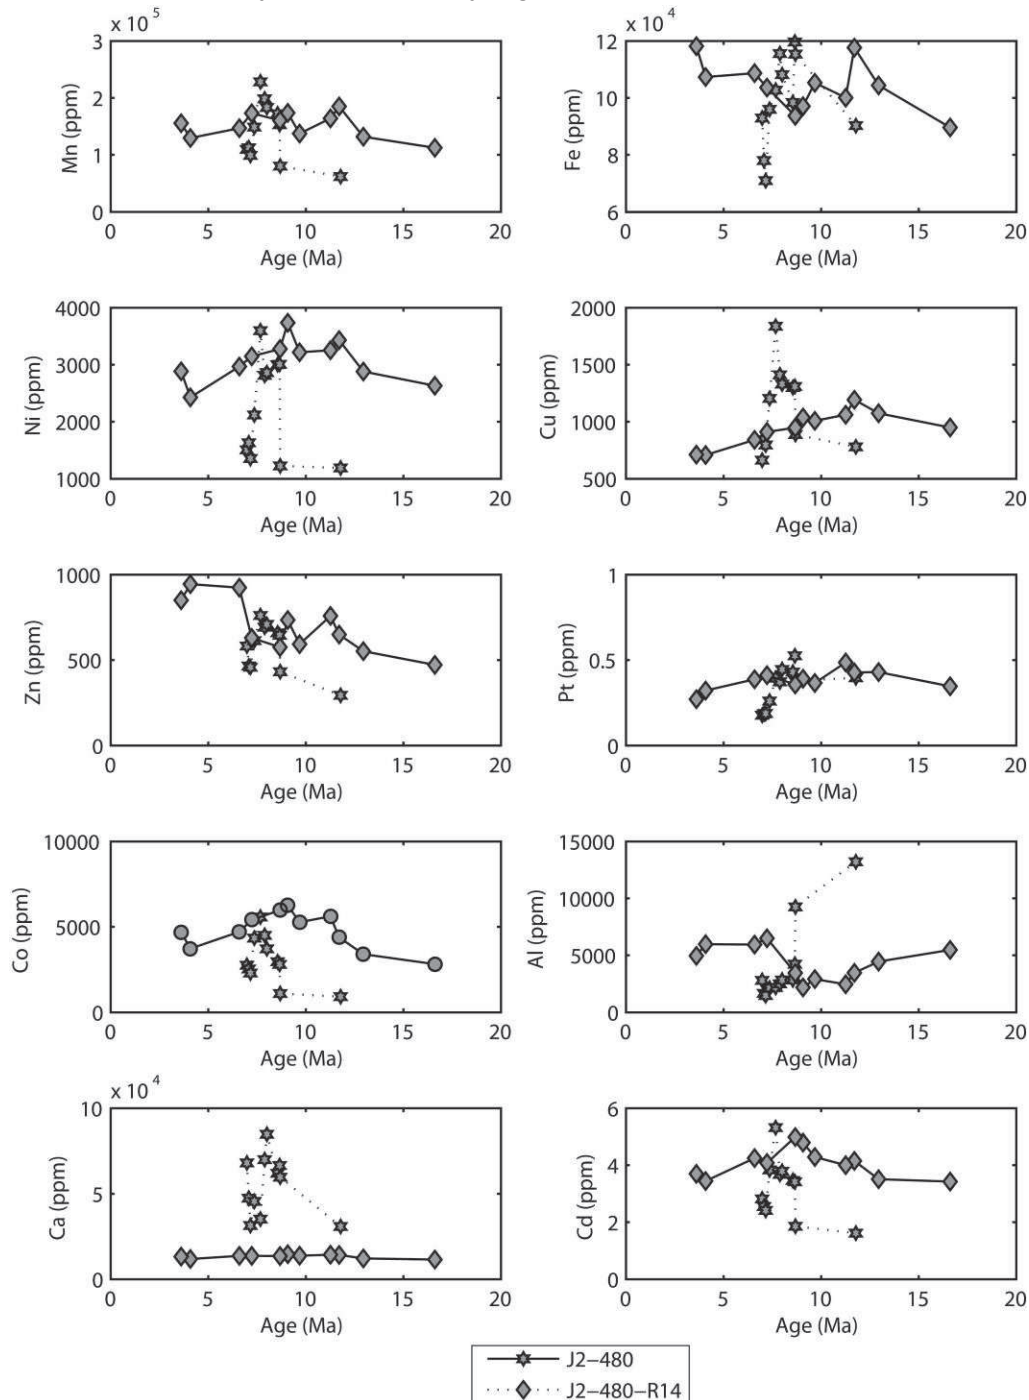 x 10 5
3
2
1
0
Mn (ppm)
0 5 10 15 20
Age (Ma)
x 10 4
12
10
8
6
Fe (ppm)
0 5 10 15 20
Age (Ma)
4000
3000
2000
1000
Ni (ppm)
0 5 10 15 20
Age (Ma)
2000
1500
1000
500
Cu (ppm)
0 5 10 15 20
Age (Ma)
1000
500
0
Zn (ppm)
0 5 10 15 20
Age (Ma)
1
0.5
0
Pt (ppm)
0 5 10 15 20
Age (Ma)
10000
5000
0
Co (ppm)
0 5 10 15 20
Age (Ma)
15000
10000
5000
0
Al (ppm)
0 5 10 15 20
Age (Ma)
x 10 4
10
5
0
Ca (ppm)
0 5 10 15 20
Age (Ma)
6
4
2
0
Cd (ppm)
0 5 10 15 20
Age (Ma)
J2−480
J2−480−R14